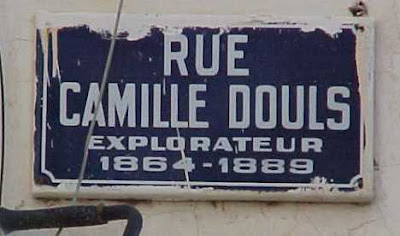 RUE
CAMILLE DOULS
EXPLORATEUR
1864-1889